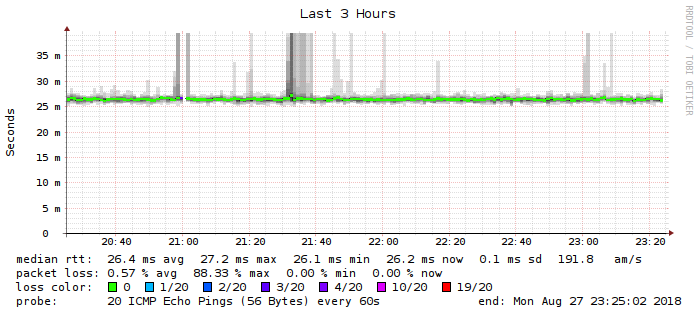 Last 3 Hours
RRDTOOL / TOBI OETIKER
Seconds
35 m
30 m
25 m
20 m
15 m
10 m
5 m
0
20:40 21:00 21:20 21:40 22:00 22:20 22:40 23:00 23:20
median rtt: 26.4 ms avg 27.2 ms max 26.1 ms min 26.2 ms now 0.1 ms sd 191.8 am/s
packet loss: 0.57 % avg 88.33 % max 0.00 % min 0.00 % now
loss color: 0 1/20 2/20 3/20 4/20 10/20 19/20
probe: 20 ICMP Echo Pings (56 Bytes) every 60s end: Mon Aug 27 23:25:02 2018